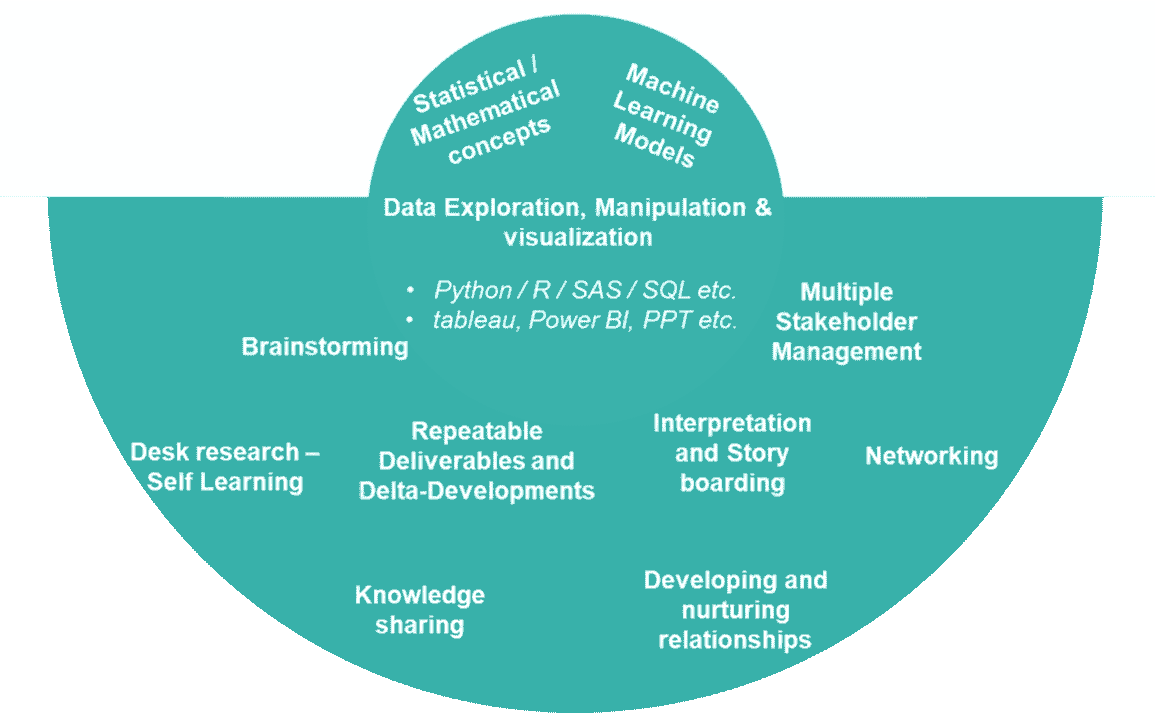 Statistical /
Mathematical
concepts
Machine
Learning
Models
Data Exploration, Manipulation &
visualization
• Python / R / SAS / SQL etc.
• tableau, Power BI, PPT etc.
Multiple
Stakeholder
Management
Brainstorming
Desk research –
Self Learning
Repeatable
Deliverables and
Delta-Developments
Interpretation
and Story
boarding
Networking
Knowledge
sharing
Developing and
nurturing
relationships